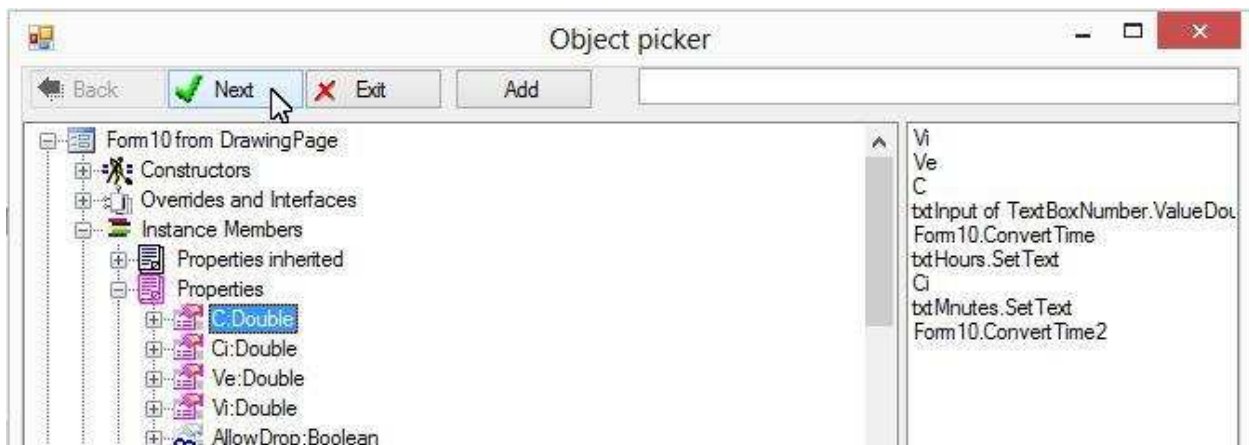 Object picker
Back Next Exit Add
Form10 from DrawingPage
Constructors
Overrides and Interfaces
Instance Members
Properties inherited
Properties
C:Double
Ci:Double
Ve:Double
Vi:Double
AllowDrop:Boolean
Vi
Ve
C
txtInput of TextBoxNumber.ValueDou
Form10.ConvertTime
txtHours.SetText
Ci
txtMnutes.SetText
Form10.ConvertTime2